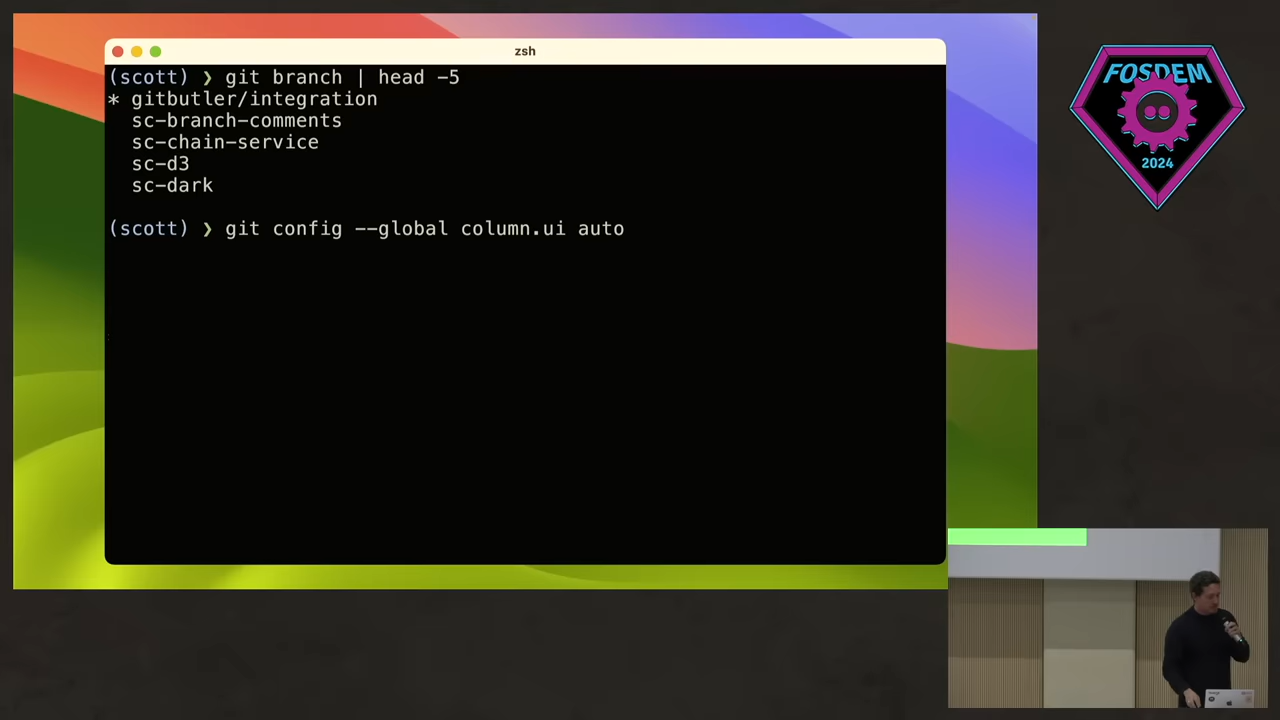 zsh
(scott) ❯ git branch | head -5
* gitbutler/integration
sc-branch-comments
sc-chain-service
sc-d3
sc-dark
(scott) ❯ git config --global column.ui auto
FOSDEM
2024